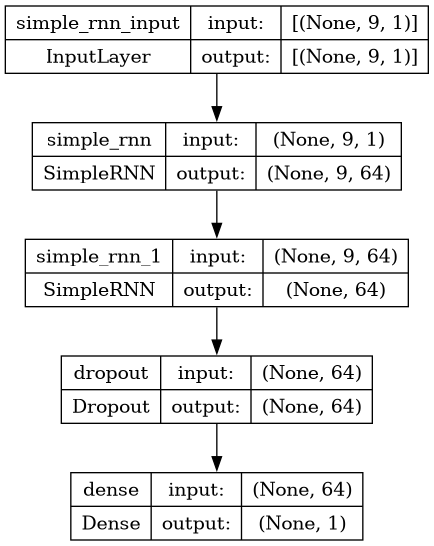 simple_rnn_input input: [(None, 9, 1)]
InputLayer output: [(None, 9, 1)]
simple_rnn input: (None, 9, 1)
SimpleRNN output: (None, 9, 64)
simple_rnn_1 input: (None, 9, 64)
SimpleRNN output: (None, 64)
dropout input: (None, 64)
Dropout output: (None, 64)
dense input: (None, 64)
Dense output: (None, 1)